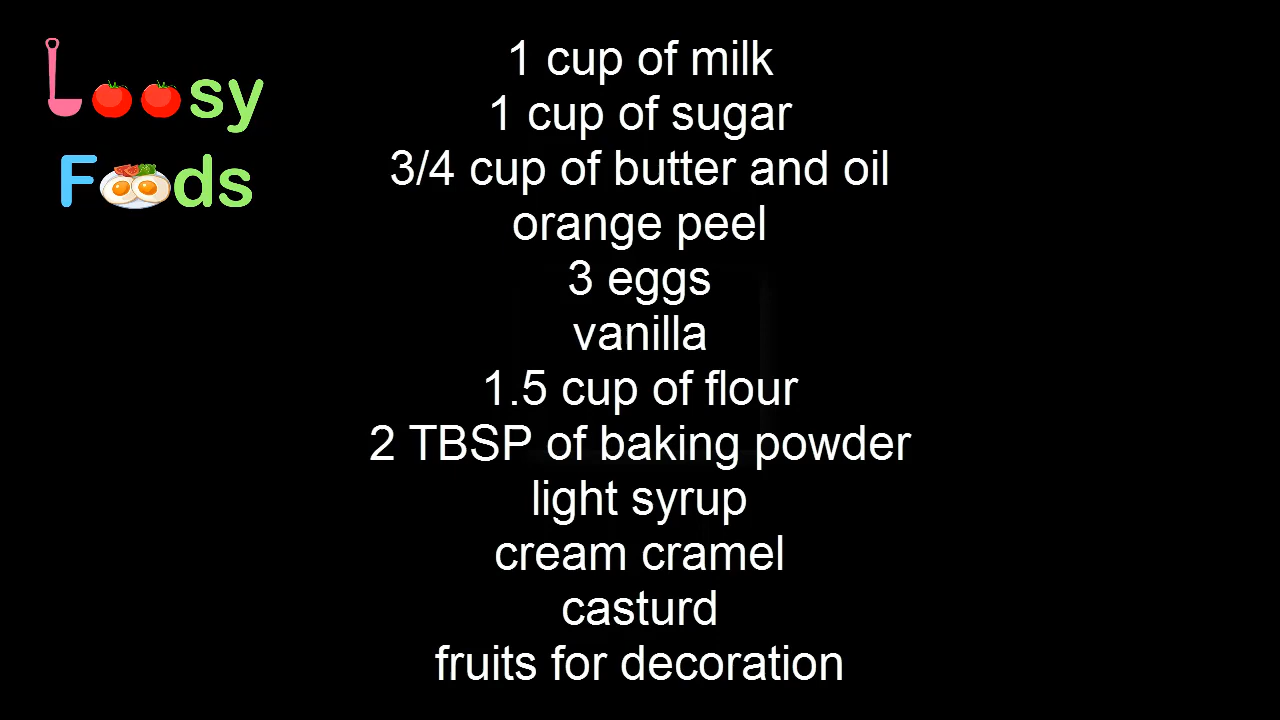 Loosy
Foods
1 cup of milk
1 cup of sugar
3/4 cup of butter and oil
orange peel
3 eggs
vanilla
1.5 cup of flour
2 TBSP of baking powder
light syrup
cream cramel
casturd
fruits for decoration